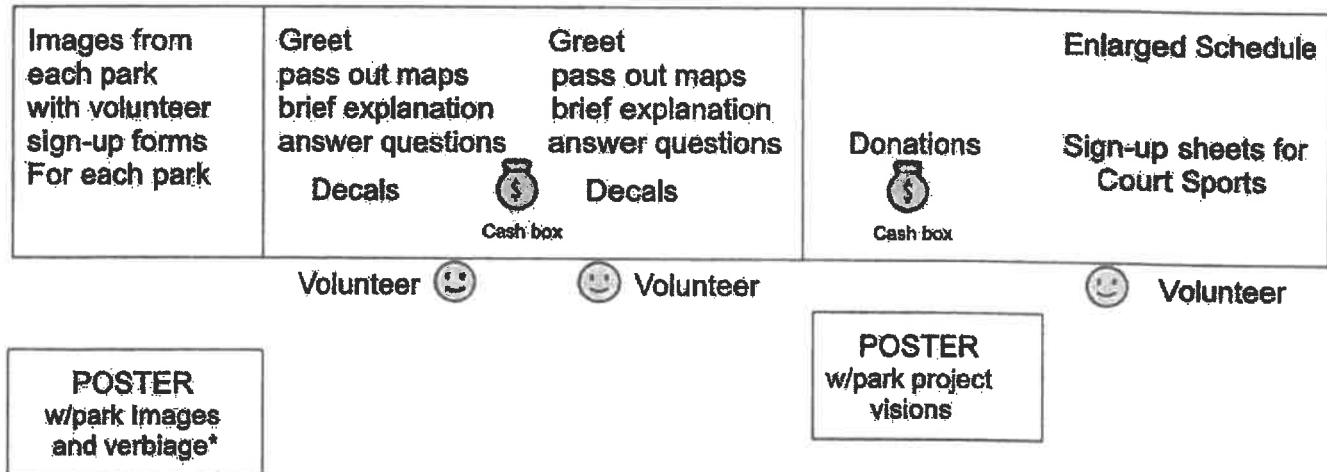 Images from
each park
with volunteer
sign-up forms
For each park
Greet
pass out maps
brief explanation
answer questions
Decals
$
Cash box
Greet
pass out maps
brief explanation
answer questions
Decals
Donations
$
Cash box
Enlarged Schedule
Sign-up sheets for
Court Sports
Volunteer
Volunteer
Volunteer
POSTER
w/park images
and verbiage*
POSTER
w/park project
visions